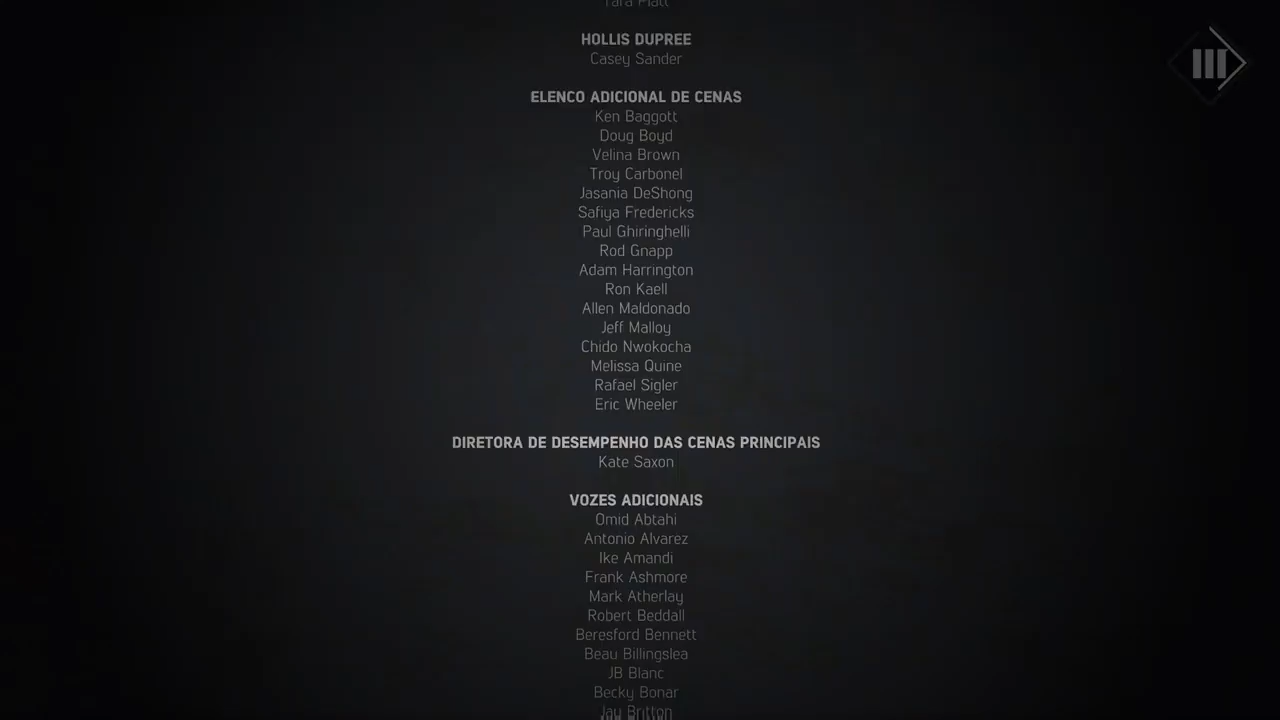 Tara Platt
HOLLIS DUPREE
Casey Sander
ELENCO ADICIONAL DE CENAS
Ken Baggott
Doug Boyd
Velina Brown
Troy Carbonel
Jasania DeShong
Safiya Fredericks
Paul Ghiringhelli
Rod Gnapp
Adam Harrington
Ron Kaell
Allen Maldonado
Jeff Malloy
Chido Nwokocha
Melissa Quine
Rafael Sigler
Eric Wheeler
DIRETORA DE DESEMPENHO DAS CENAS PRINCIPAIS
Kate Saxon
VOZES ADICIONAIS
Omid Abtahi
Antonio Alvarez
Ike Amandi
Frank Ashmore
Mark Atherlay
Robert Beddall
Beresford Bennett
Beau Billingslea
JB Blanc
Becky Bonar
Jay Britton